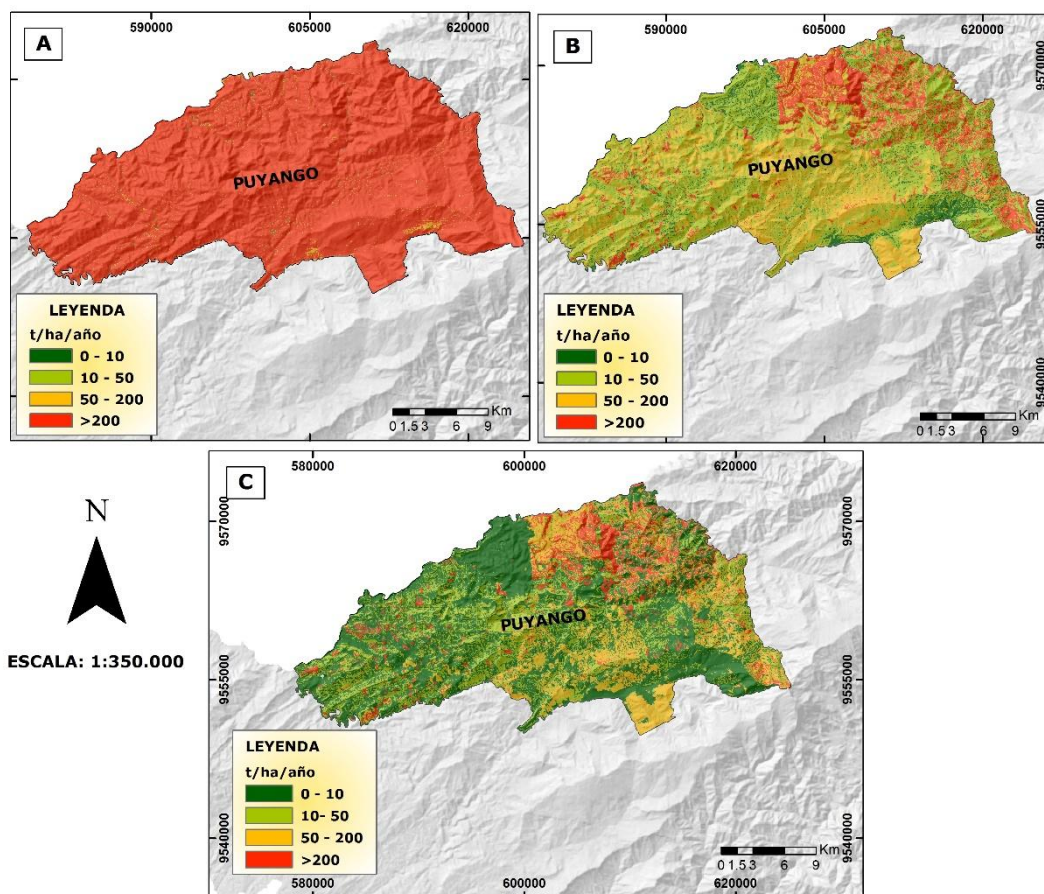 590000 605000 620000
A
PUYANGO
LEYENDA
t/ha/año
0 - 10
10 - 50
50 - 200
>200
Km
0 1.5 3 6 9
590000 605000 620000
B
9570000
9555000
9540000
PUYANGO
LEYENDA
t/ha/año
0 - 10
10 - 50
50 - 200
>200
Km
0 1.5 3 6 9
580000 600000 620000
C
9570000 9570000
9555000 9555000
9540000 9540000
PUYANGO
LEYENDA
t/ha/año
0 - 10
10- 50
50 - 200
>200
Km
0 1.5 3 6 9
580000 600000 620000
N
ESCALA: 1:350.000